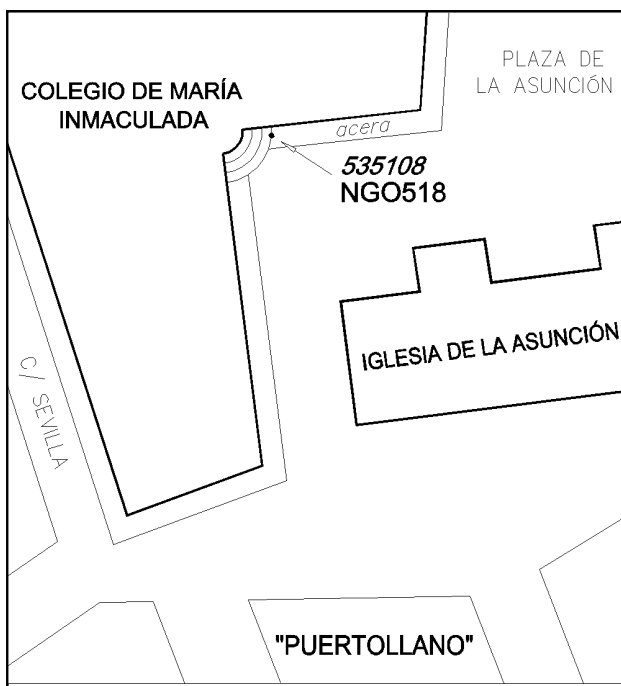 PLAZA DE
LA ASUNCIÓN
COLEGIO DE MARÍA
INMACULADA
acera
535108
NGO518
IGLESIA DE LA ASUNCIÓN
C/ SEVILLA
"PUERTOLLANO"